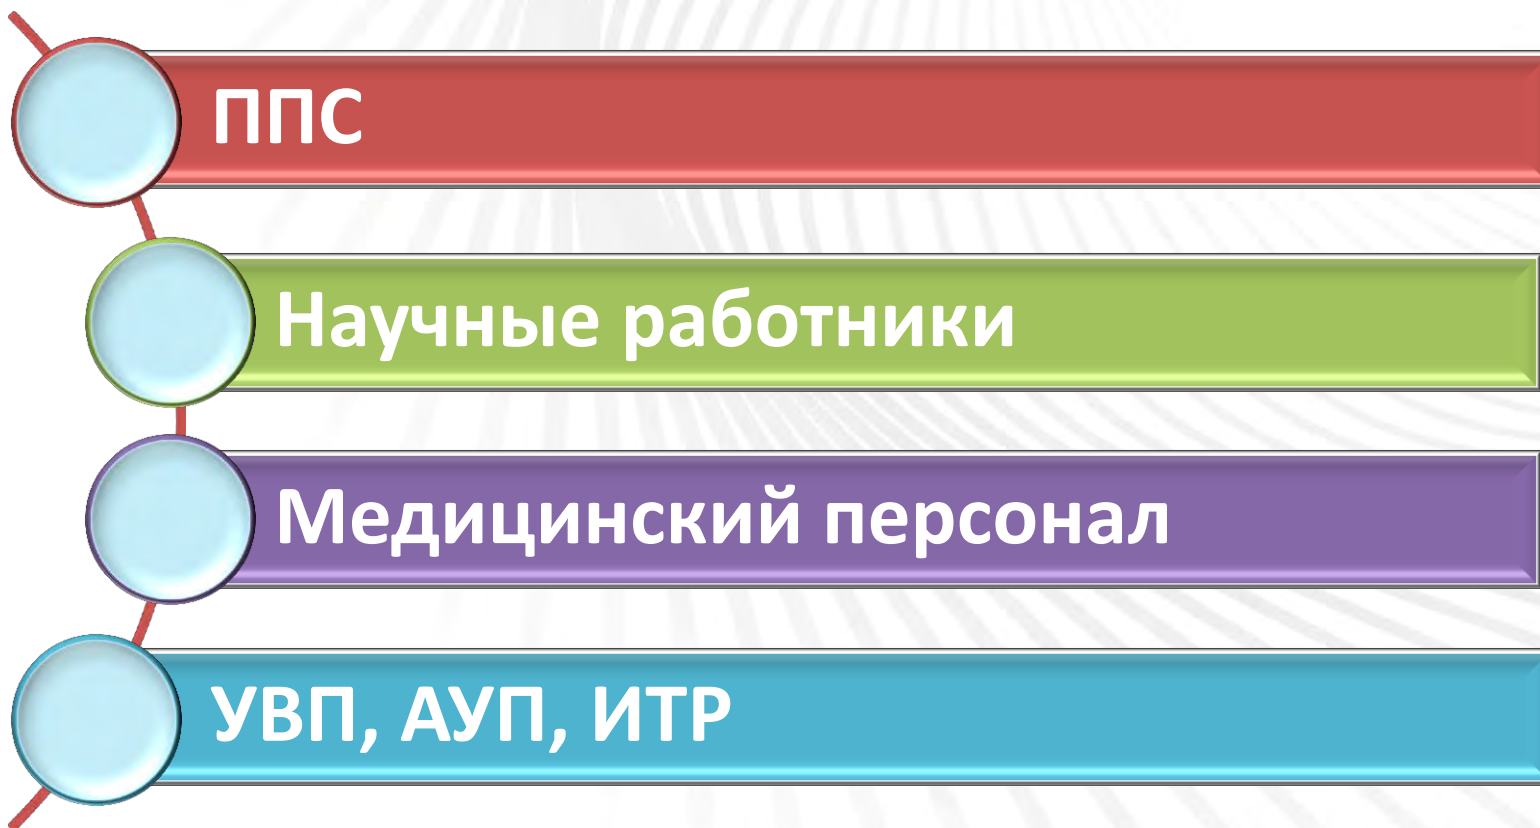 ППС
Научные работники
Медицинский персонал
УВП, АУП, ИТР